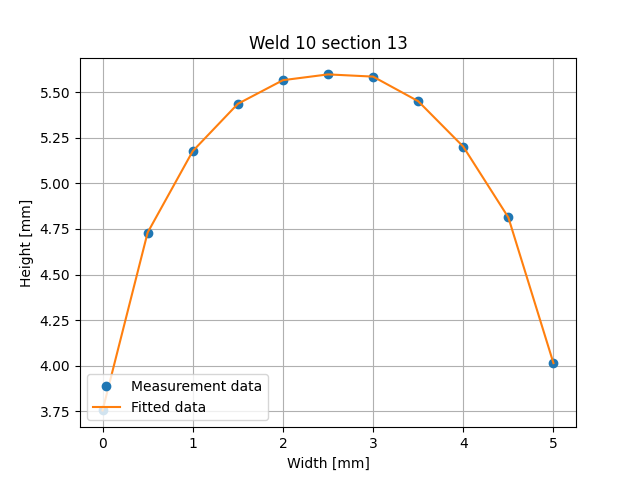 Weld 10 section 13
Height [mm]
5.50
5.25
5.00
4.75
4.50
4.25
4.00
3.75
Measurement data
Fitted data
0 1 2 3 4 5
Width [mm]